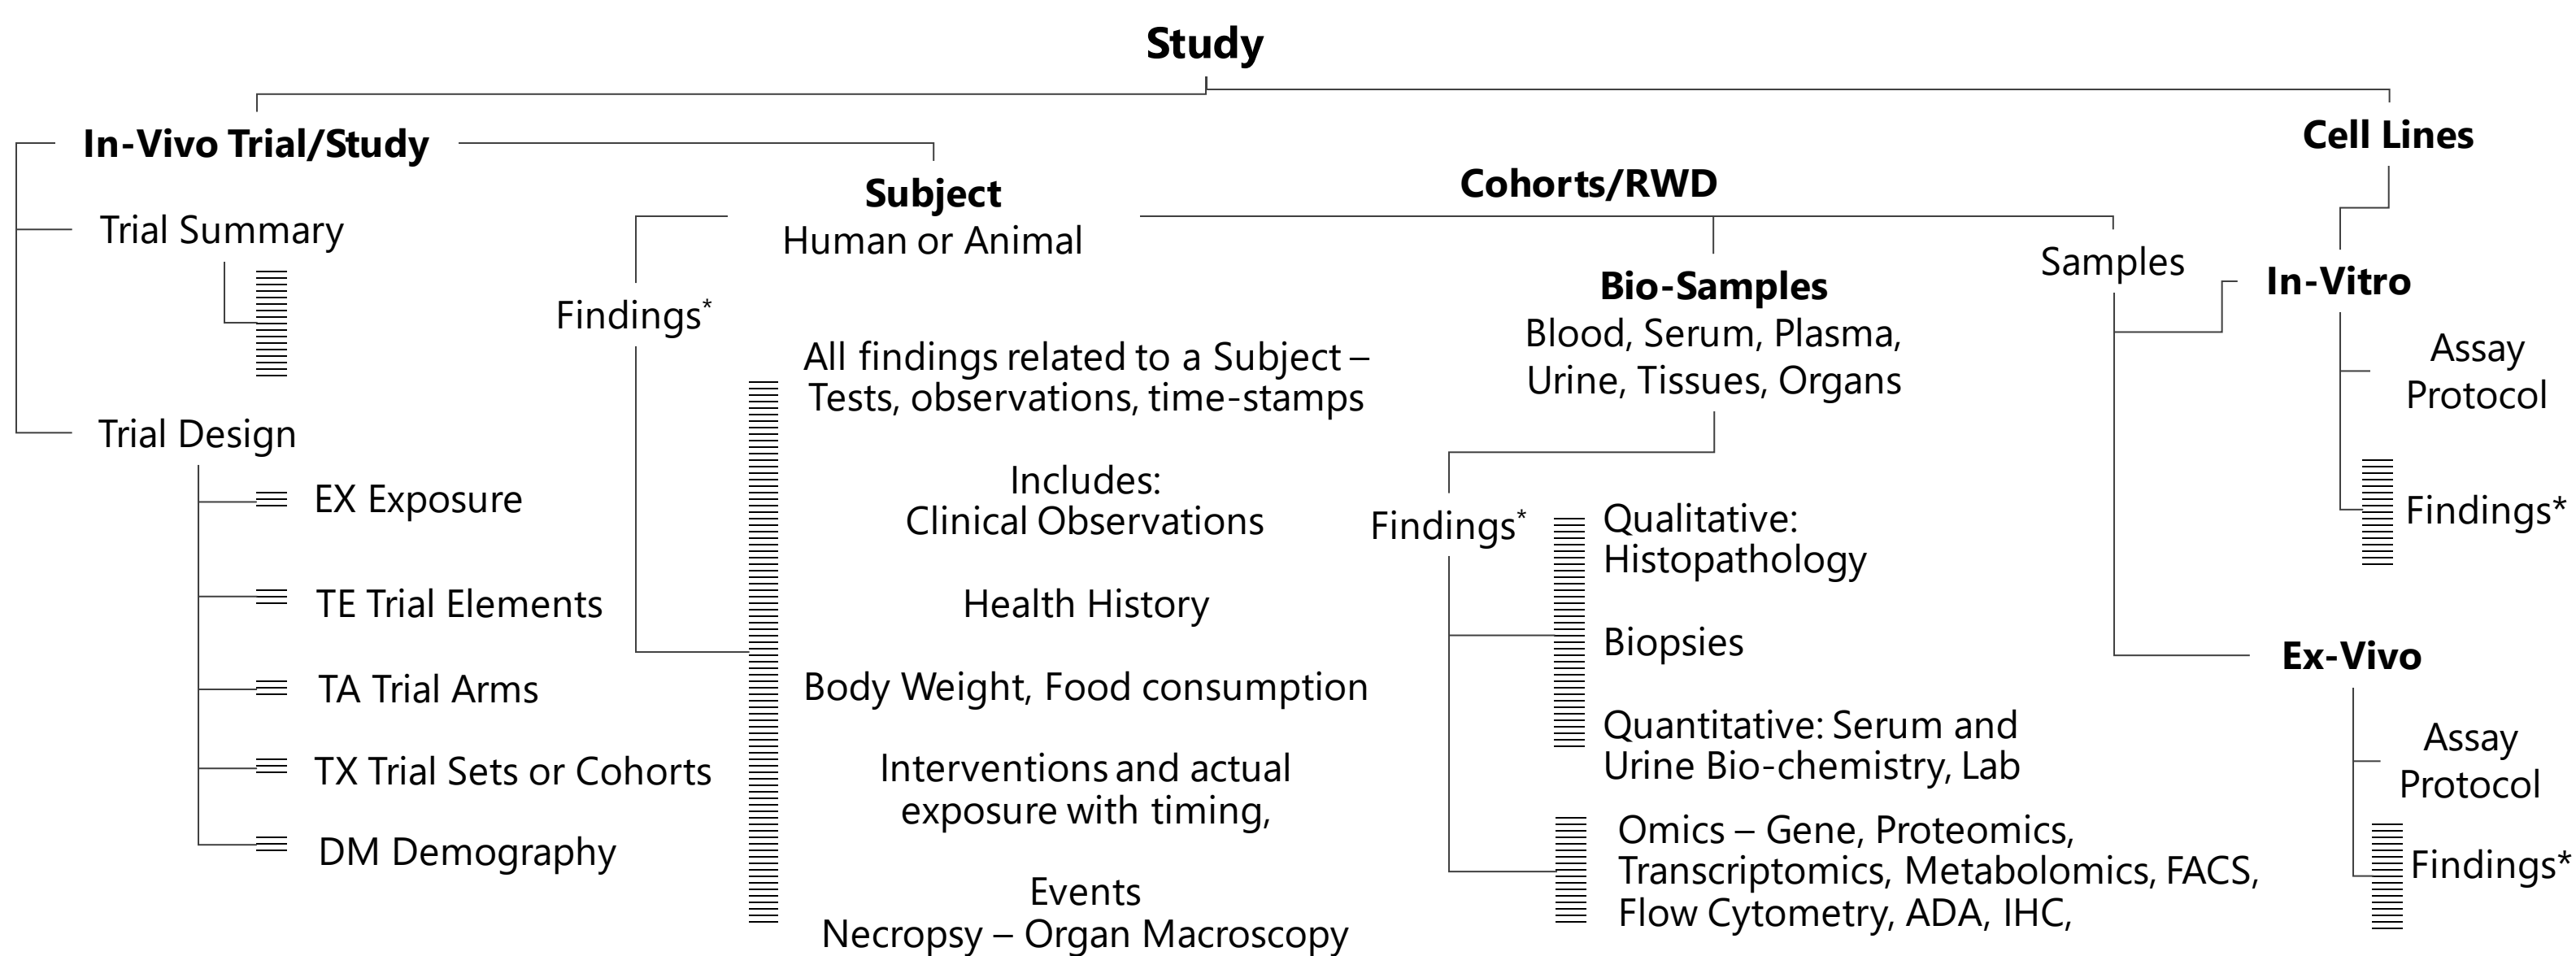 Study
In-Vivo Trial/Study
Trial Summary
Trial Design
EX Exposure
TE Trial Elements
TA Trial Arms
TX Trial Sets or Cohorts
DM Demography
Subject
Human or Animal
Findings*
All findings related to a Subject –
Tests, observations, time-stamps
Includes:
Clinical Observations
Health History
Body Weight, Food consumption
Interventions and actual
exposure with timing,
Events
Necropsy – Organ Macroscopy
Cohorts/RWD
Bio-Samples
Blood, Serum, Plasma,
Urine, Tissues, Organs
Findings*
Qualitative:
Histopathology
Biopsies
Quantitative: Serum and
Urine Bio-chemistry, Lab
Omics – Gene, Proteomics,
Transcriptomics, Metabolomics, FACS,
Flow Cytometry, ADA, IHC,
Samples
Cell Lines
In-Vitro
Assay
Protocol
Findings*
Ex-Vivo
Assay
Protocol
Findings*